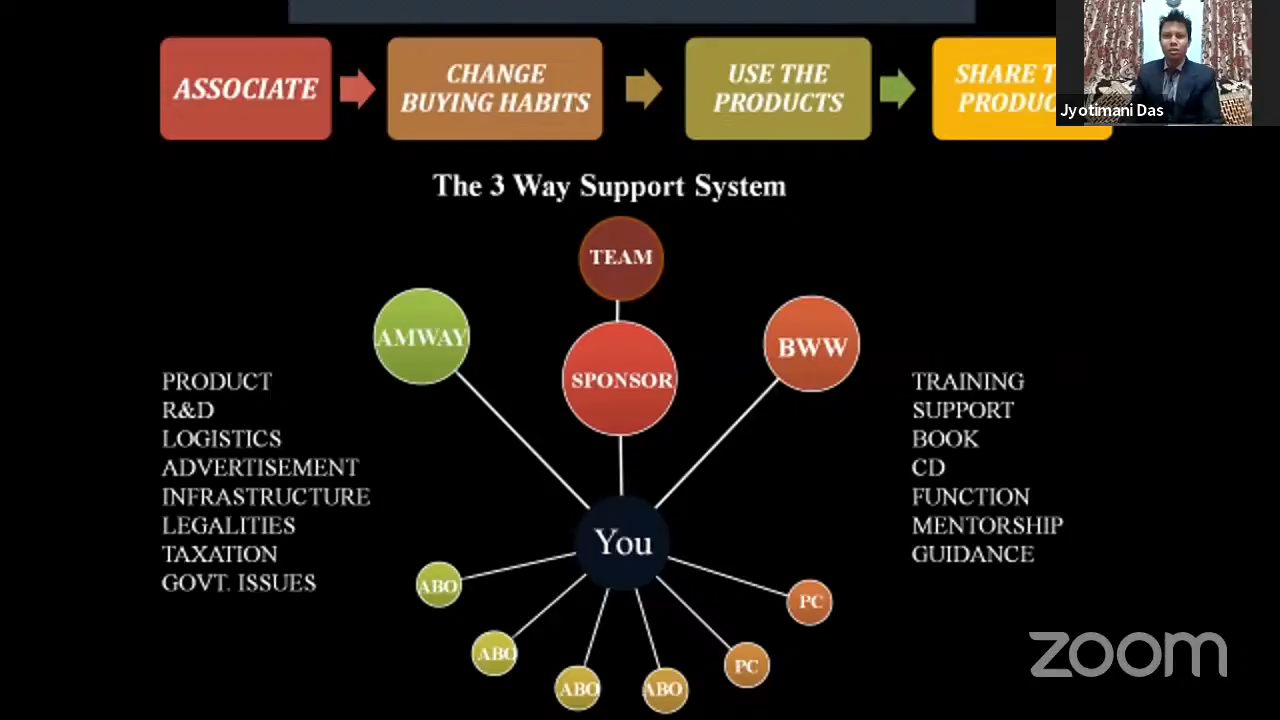 ASSOCIATE
CHANGE
BUYING HABITS
USE THE
PRODUCTS
SHARE
Jyotimani Das
The 3 Way Support System
TEAM
AMWAY
SPONSOR
BWW
PRODUCT
R&D
LOGISTICS
ADVERTISEMENT
INFRASTRUCTURE
LEGALITIES
TAXATION
GOVT. ISSUES
TRAINING
SUPPORT
BOOK
CD
FUNCTION
MENTORSHIP
GUIDANCE
You
ABO
ABO
ABO
ABO
PC
PC
zoom